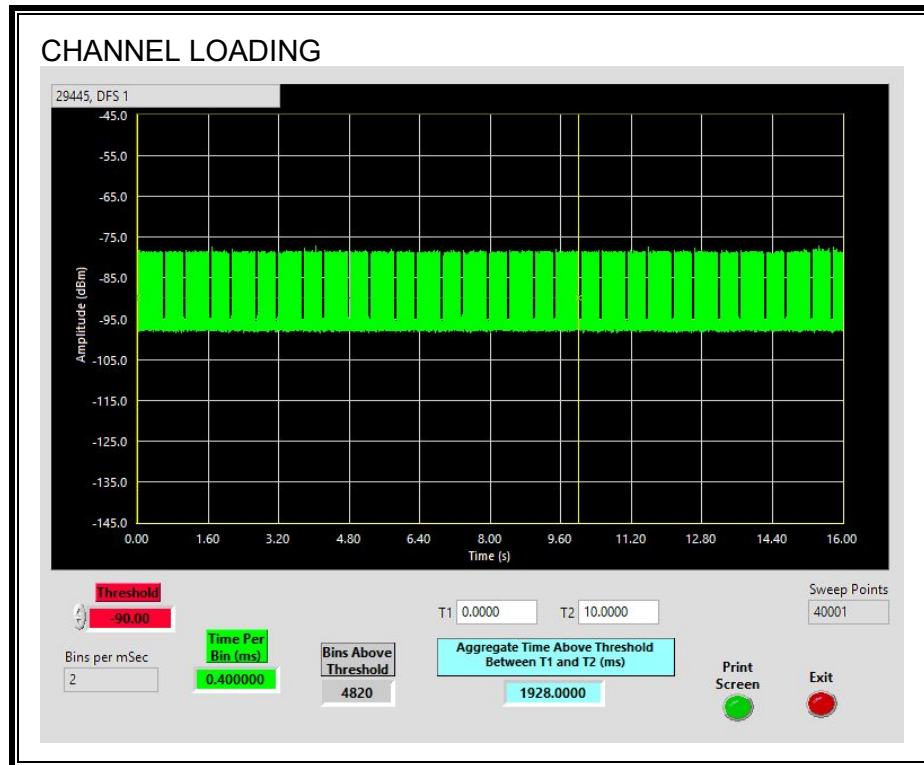 CHANNEL LOADING
29445, DFS 1
-45.0
-55.0
-65.0
-75.0
-85.0
-95.0
-105.0
-115.0
-125.0
-135.0
-145.0
Amplitude (dBm)
0.00 1.60 3.20 4.80 6.40 8.00 9.60 11.20 12.80 14.40 16.00
Time (s)
Threshold
-90.00
Bins per mSec
2
Time Per
Bin (ms)
0.400000
Bins Above
Threshold
4820
T1 0.0000 T2 10.0000
Aggregate Time Above Threshold
Between T1 and T2 (ms)
1928.0000
Sweep Points
40001
Print
Screen
Exit